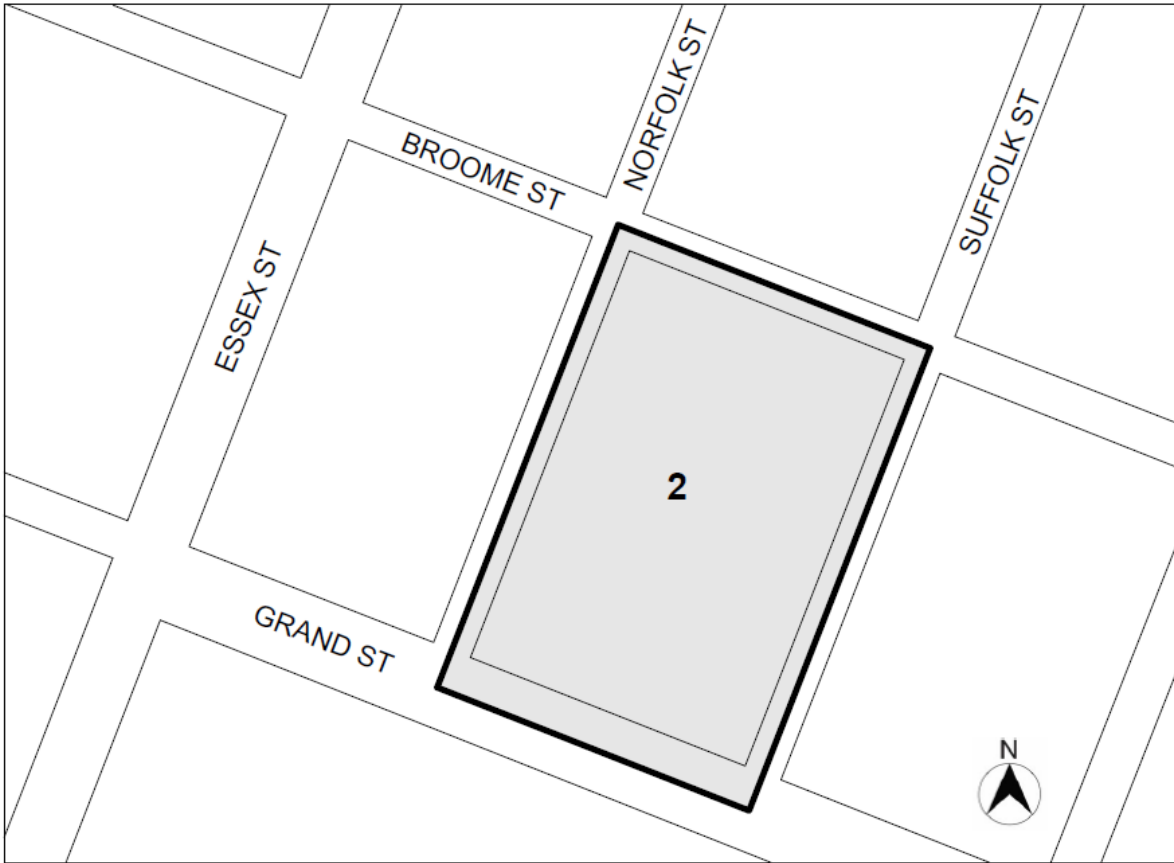 NORFOLK ST
BROOME ST
SUFFOLK ST
ESSEX ST
2
GRAND ST
N